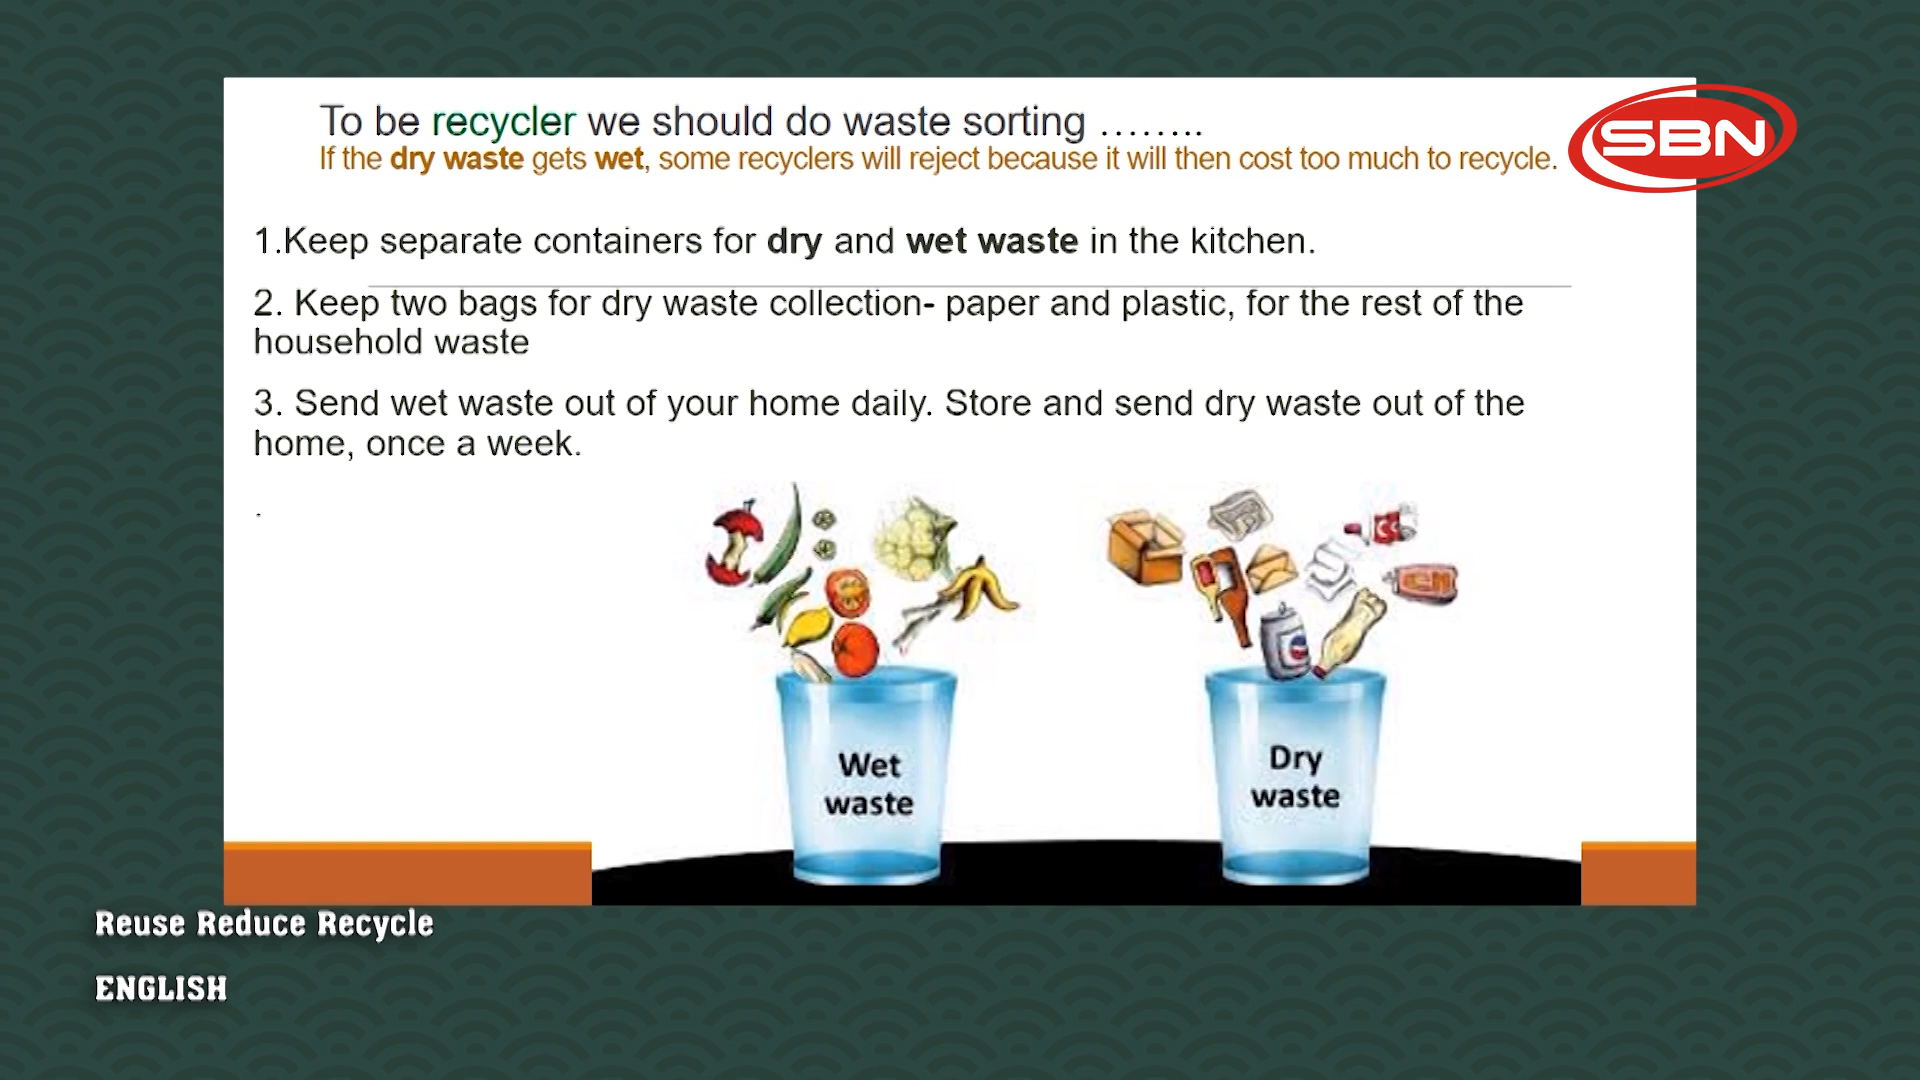 To be recycler we should do waste sorting ........
If the dry waste gets wet, some recyclers will reject because it will then cost too much to recycle.
SBN
1.Keep separate containers for dry and wet waste in the kitchen.
2. Keep two bags for dry waste collection- paper and plastic, for the rest of the
household waste
3. Send wet waste out of your home daily. Store and send dry waste out of the
home, once a week.
.
Wet
waste
Dry
waste
Reuse Reduce Recycle
ENGLISH